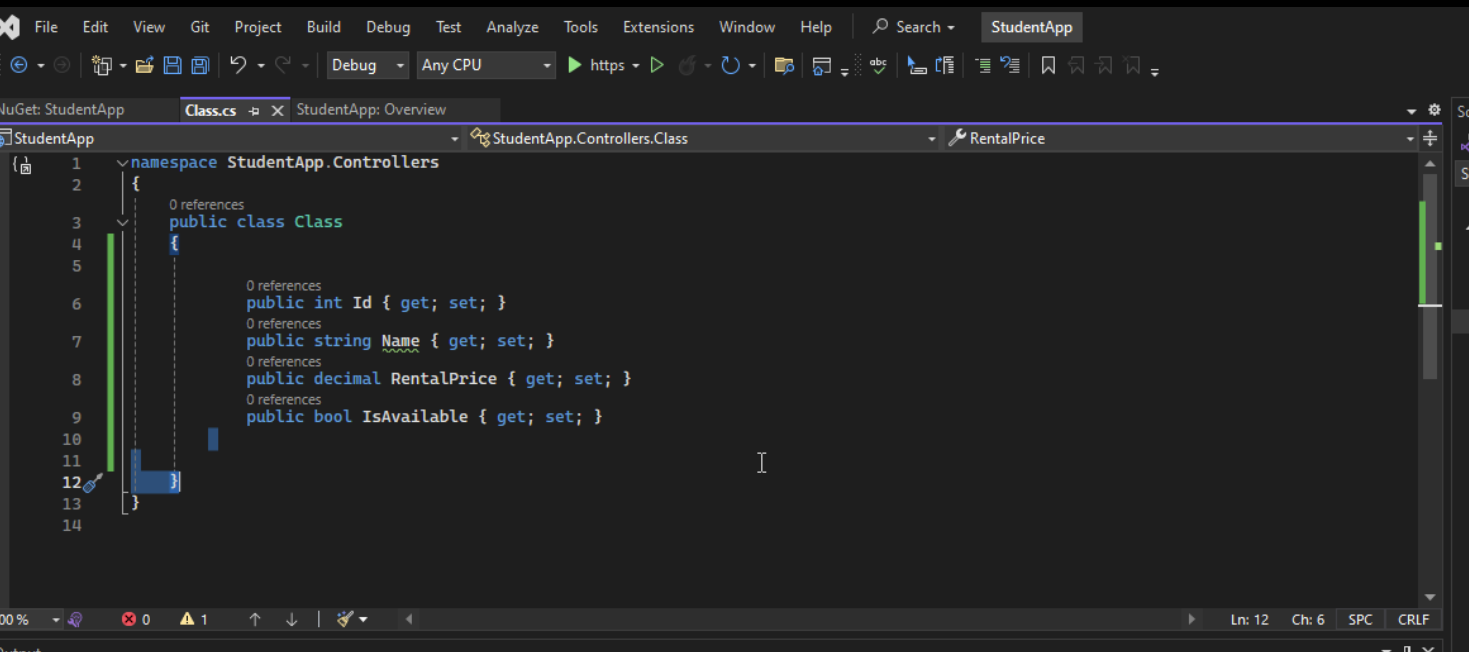 File Edit View Git Project Build Debug Test Analyze Tools Extensions Window Help Search StudentApp
Debug Any CPU https abc
NuGet: StudentApp Class.cs StudentApp: Overview
StudentApp StudentApp.Controllers.Class RentalPrice
1 namespace StudentApp.Controllers
2 {
0 references
3 public class Class
4 {
5
0 references
6 public int Id { get; set; }
0 references
7 public string Name { get; set; }
0 references
8 public decimal RentalPrice { get; set; }
0 references
9 public bool IsAvailable { get; set; }
10
11
12 }
13 }
14
00 % 0 1 Ln: 12 Ch: 6 SPC CRLF